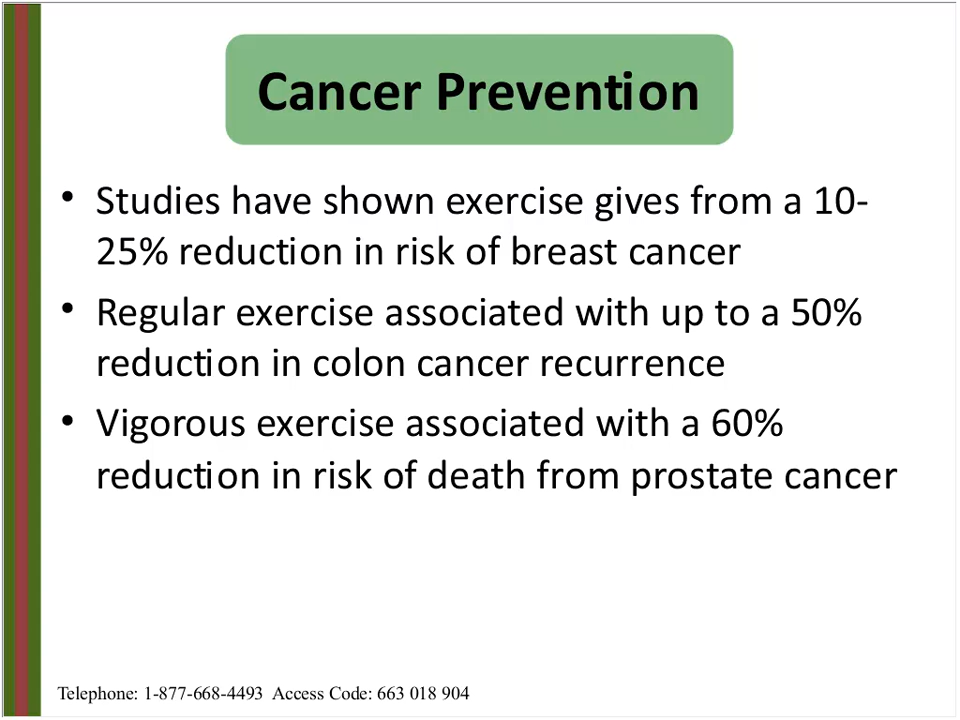 Cancer Prevention
• Studies have shown exercise gives from a 10-
25% reduction in risk of breast cancer
• Regular exercise associated with up to a 50%
reduction in colon cancer recurrence
• Vigorous exercise associated with a 60%
reduction in risk of death from prostate cancer
Telephone: 1-877-668-4493 Access Code: 663 018 904